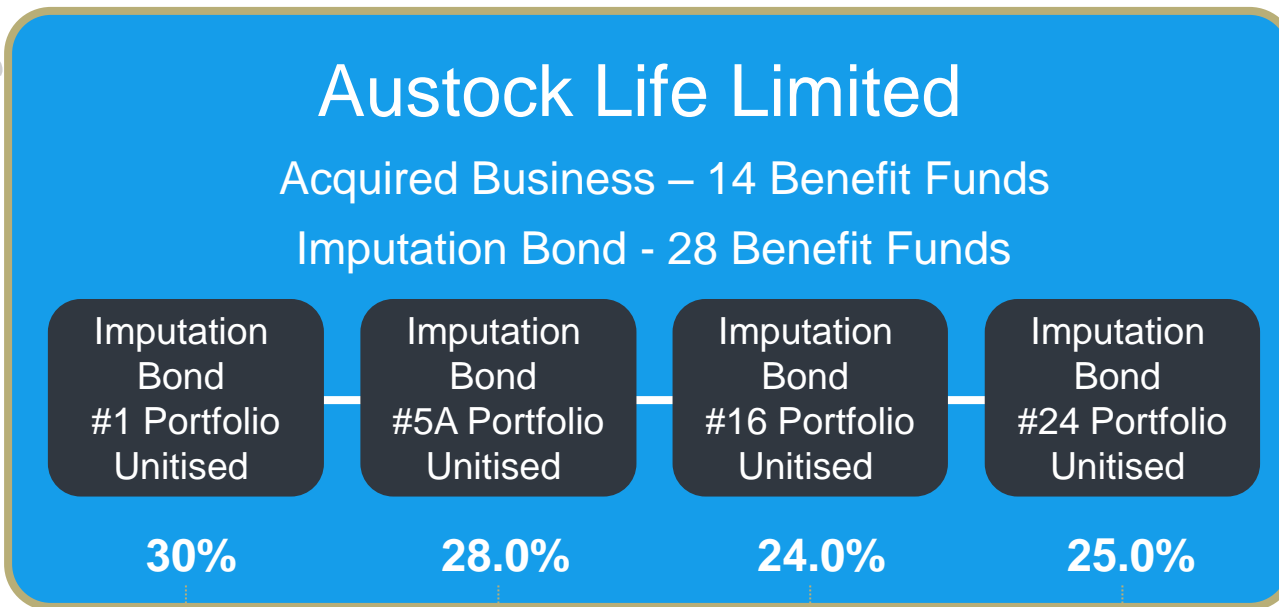 Austock Life Limited
Acquired Business – 14 Benefit Funds
Imputation Bond - 28 Benefit Funds
Imputation
Bond
#1 Portfolio
Unitised
Imputation
Bond
#5A Portfolio
Unitised
Imputation
Bond
#16 Portfolio
Unitised
Imputation
Bond
#24 Portfolio
Unitised
30%
28.0%
24.0%
25.0%